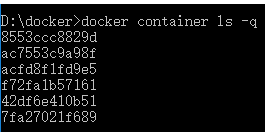 D:\docker>docker container ls -q
8553ccc8829d
ac7553c9a98f
acfd8f1fd9e5
f72fa1b57161
42df6e410b51
7fa27021f689